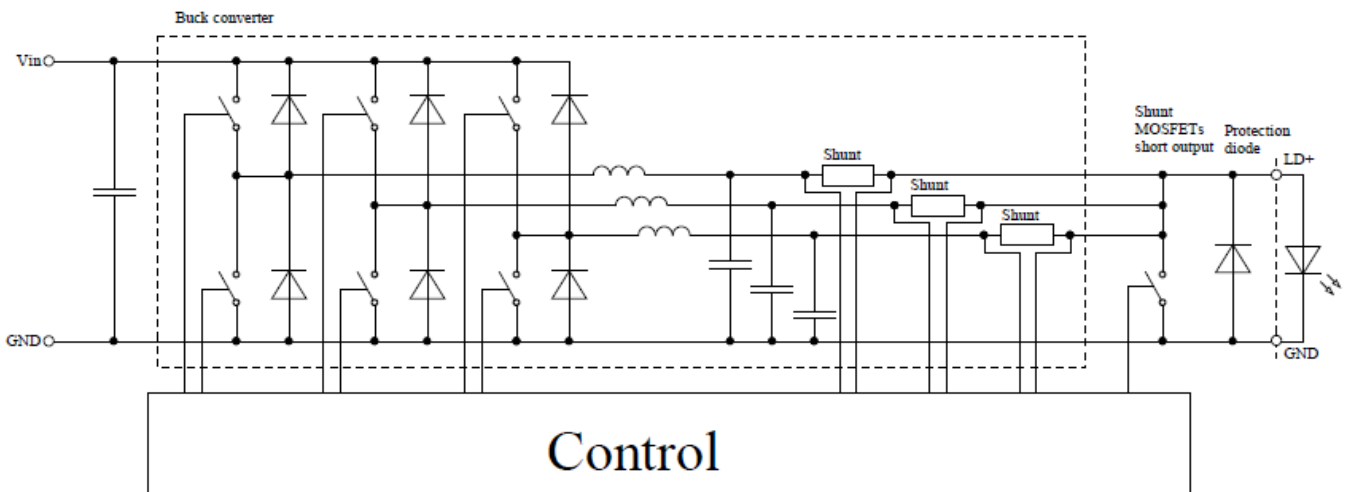 Buck converter
Vin
Shunt
MOSFETs
short output
Protection
diode
LD+
Shunt
Shunt
Shunt
GND
GND
Control